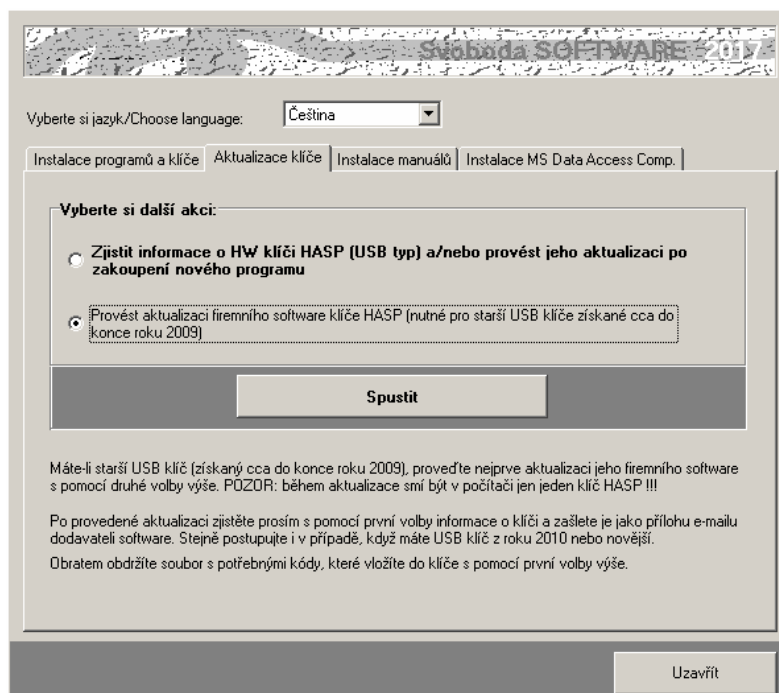 Svoboda SOFTWARE 2017
Vyberte si jazyk/Choose language: Čeština
Instalace programů a klíče Aktualizace klíče Instalace manuálů Instalace MS Data Access Comp.
Vyberte si další akci:
Zjistit informace o HW klíči HASP (USB typ) a/nebo provést jeho aktualizaci po
zakoupení nového programu
Provést aktualizaci firemního software klíče HASP (nutné pro starší USB klíče získané cca do
konce roku 2009)
Spustit
Máte-li starší USB klíč (získaný cca do konce roku 2009), proveďte nejprve aktualizaci jeho firemního software
s pomocí druhé volby výše. POZOR: během aktualizace smí být v počítači jen jeden klíč HASP !!!
Po provedené aktualizaci zjistěte prosím s pomocí první volby informace o klíči a zašlete je jako přílohu e-mailu
dodavateli software. Stejně postupujte i v případě, když máte USB klíč z roku 2010 nebo novější.
Obratem obdržíte soubor s potřebnými kódy, které vložíte do klíče s pomocí první volby výše.
Uzavřít